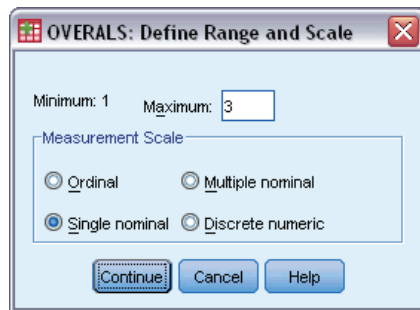 OVERALS: Define Range and Scale
Minimum: 1 Maximum: 3
Measurement Scale
Ordinal Multiple nominal
Single nominal Discrete numeric
Continue Cancel Help